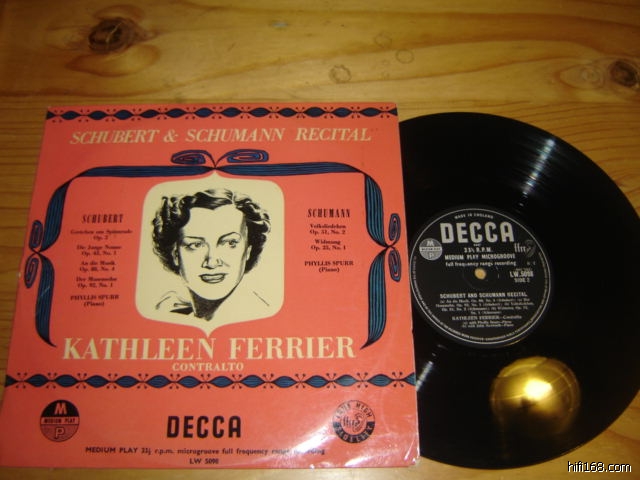 SCHUBERT & SCHUMANN RECITAL
SCHUBERT
Gretchen am Spinnrade
Op. 2
Die Junge Nonne
Op. 43, No. 1
An die Musik
Op. 88, No. 4
Der Musensohn
Op. 92, No. 1
PHYLLIS SPURR
(Piano)
SCHUMANN
Volksliedchen
Op. 51, No. 2
Widmung
Op. 25, No. 1
PHYLLIS SPURR
(Piano)
KATHLEEN FERRIER
CONTRALTO
M
MEDIUM PLAY
P
DECCA
ffrr
MEDIUM PLAY 33⅓ r.p.m. microgroove full frequency range recording
LW 5098
MADE IN ENGLAND
DECCA
ffrr
33⅓ R.P.M.
MEDIUM PLAY MICROGROOVE
full frequency range recording
LW.5098
SIDE 2
SCHUBERT AND SCHUMANN RECITAL
KATHLEEN FERRIER—Contralto
hifi168.com